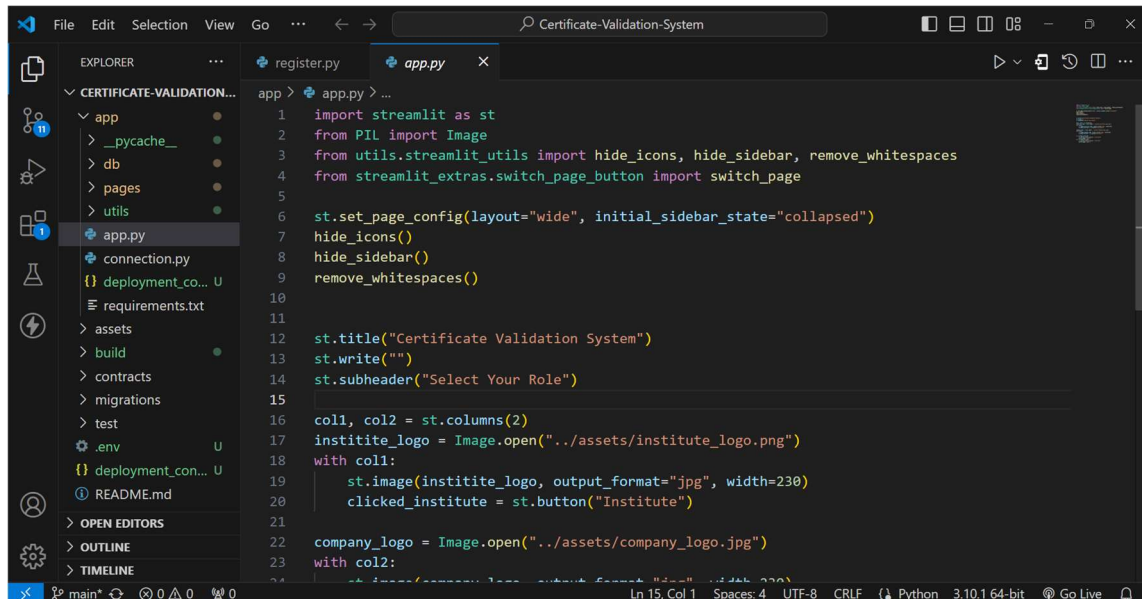 File Edit Selection View Go ··· Certificate-Validation-System
EXPLORER ···
CERTIFICATE-VALIDATION...
app
__pycache__
db
pages
utils
app.py
connection.py
{} deployment_co... U
requirements.txt
assets
build
contracts
migrations
test
.env U
{} deployment_con... U
README.md
OPEN EDITORS
OUTLINE
TIMELINE
11
1
register.py app.py
app > app.py > ...
1 import streamlit as st
2 from PIL import Image
3 from utils.streamlit_utils import hide_icons, hide_sidebar, remove_whitespaces
4 from streamlit_extras.switch_page_button import switch_page
5
6 st.set_page_config(layout="wide", initial_sidebar_state="collapsed")
7 hide_icons()
8 hide_sidebar()
9 remove_whitespaces()
10
11
12 st.title("Certificate Validation System")
13 st.write("")
14 st.subheader("Select Your Role")
15
16 col1, col2 = st.columns(2)
17 institite_logo = Image.open("../assets/institute_logo.png")
18 with col1:
19     st.image(institite_logo, output_format="jpg", width=230)
20     clicked_institute = st.button("Institute")
21
22 company_logo = Image.open("../assets/company_logo.jpg")
23 with col2:
main* 0 0 0 Ln 15, Col 1 Spaces: 4 UTF-8 CRLF Python 3.10.1 64-bit Go Live